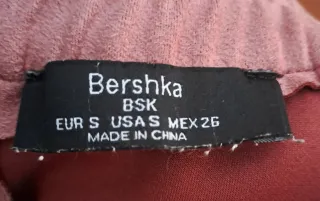 Bershka
BSK
EUR S USA S MEX 26
MADE IN CHINA